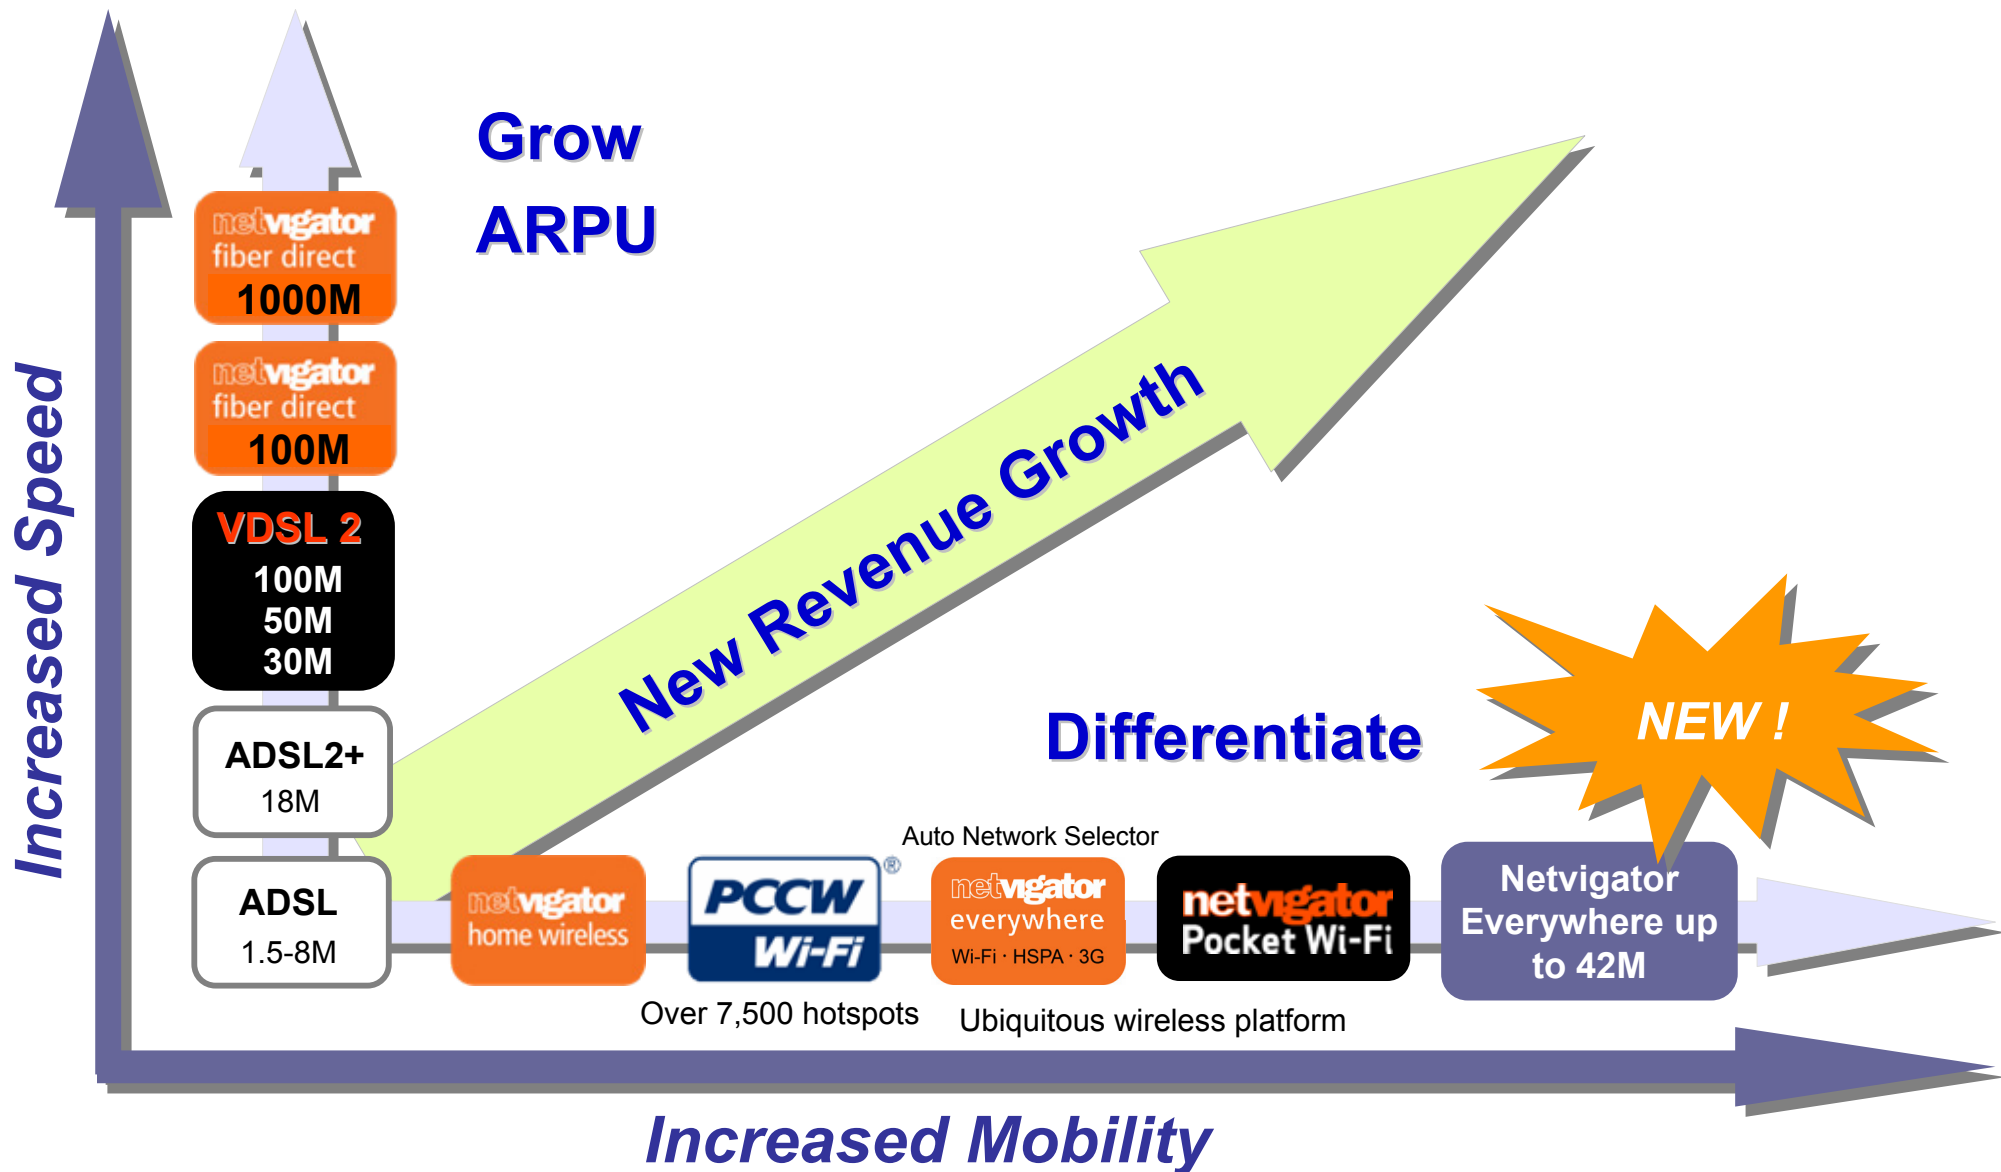 Grow
ARPU
netvigator
fiber direct
1000M
netvigator
fiber direct
100M
VDSL 2
100M
50M
30M
ADSL2+
18M
ADSL
1.5-8M
Increased Speed
New Revenue Growth
Differentiate
NEW !
netvigator
home wireless
PCCW
®
Wi-Fi
Over 7,500 hotspots
Auto Network Selector
netvigator
everywhere
Wi-Fi · HSPA · 3G
netvigator
Pocket Wi-Fi
Ubiquitous wireless platform
Netvigator
Everywhere up
to 42M
Increased Mobility